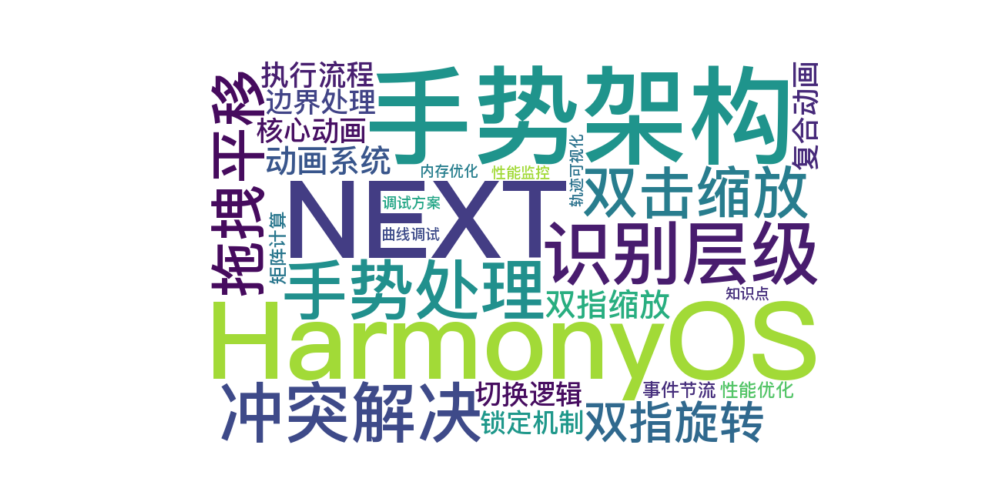 执行流程
手势架构
复合动画
拖拽平移
边界处理
核心动画
动画系统
内存优化
性能监控
轨迹可视化
双击缩放
NEXT
调试方案
曲线调试
矩阵计算
识别层级
手势处理
双指缩放
知识点
HarmonyOS
冲突解决
切换逻辑
事件节流
性能优化
锁定机制
双指旋转